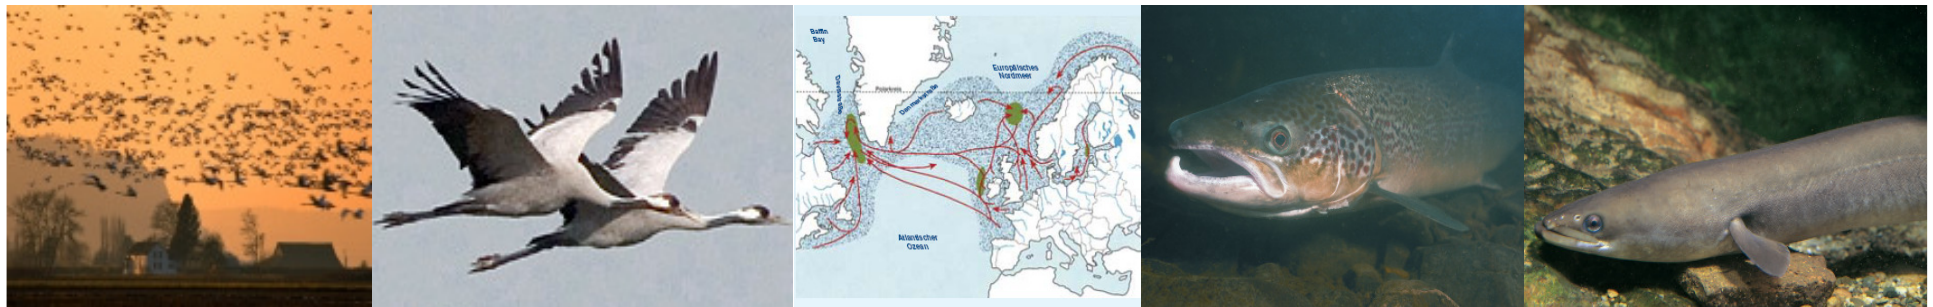 Baffin
Bay
Europäisches
Nordmeer
Polarkreis
Atlantischer
Ozean